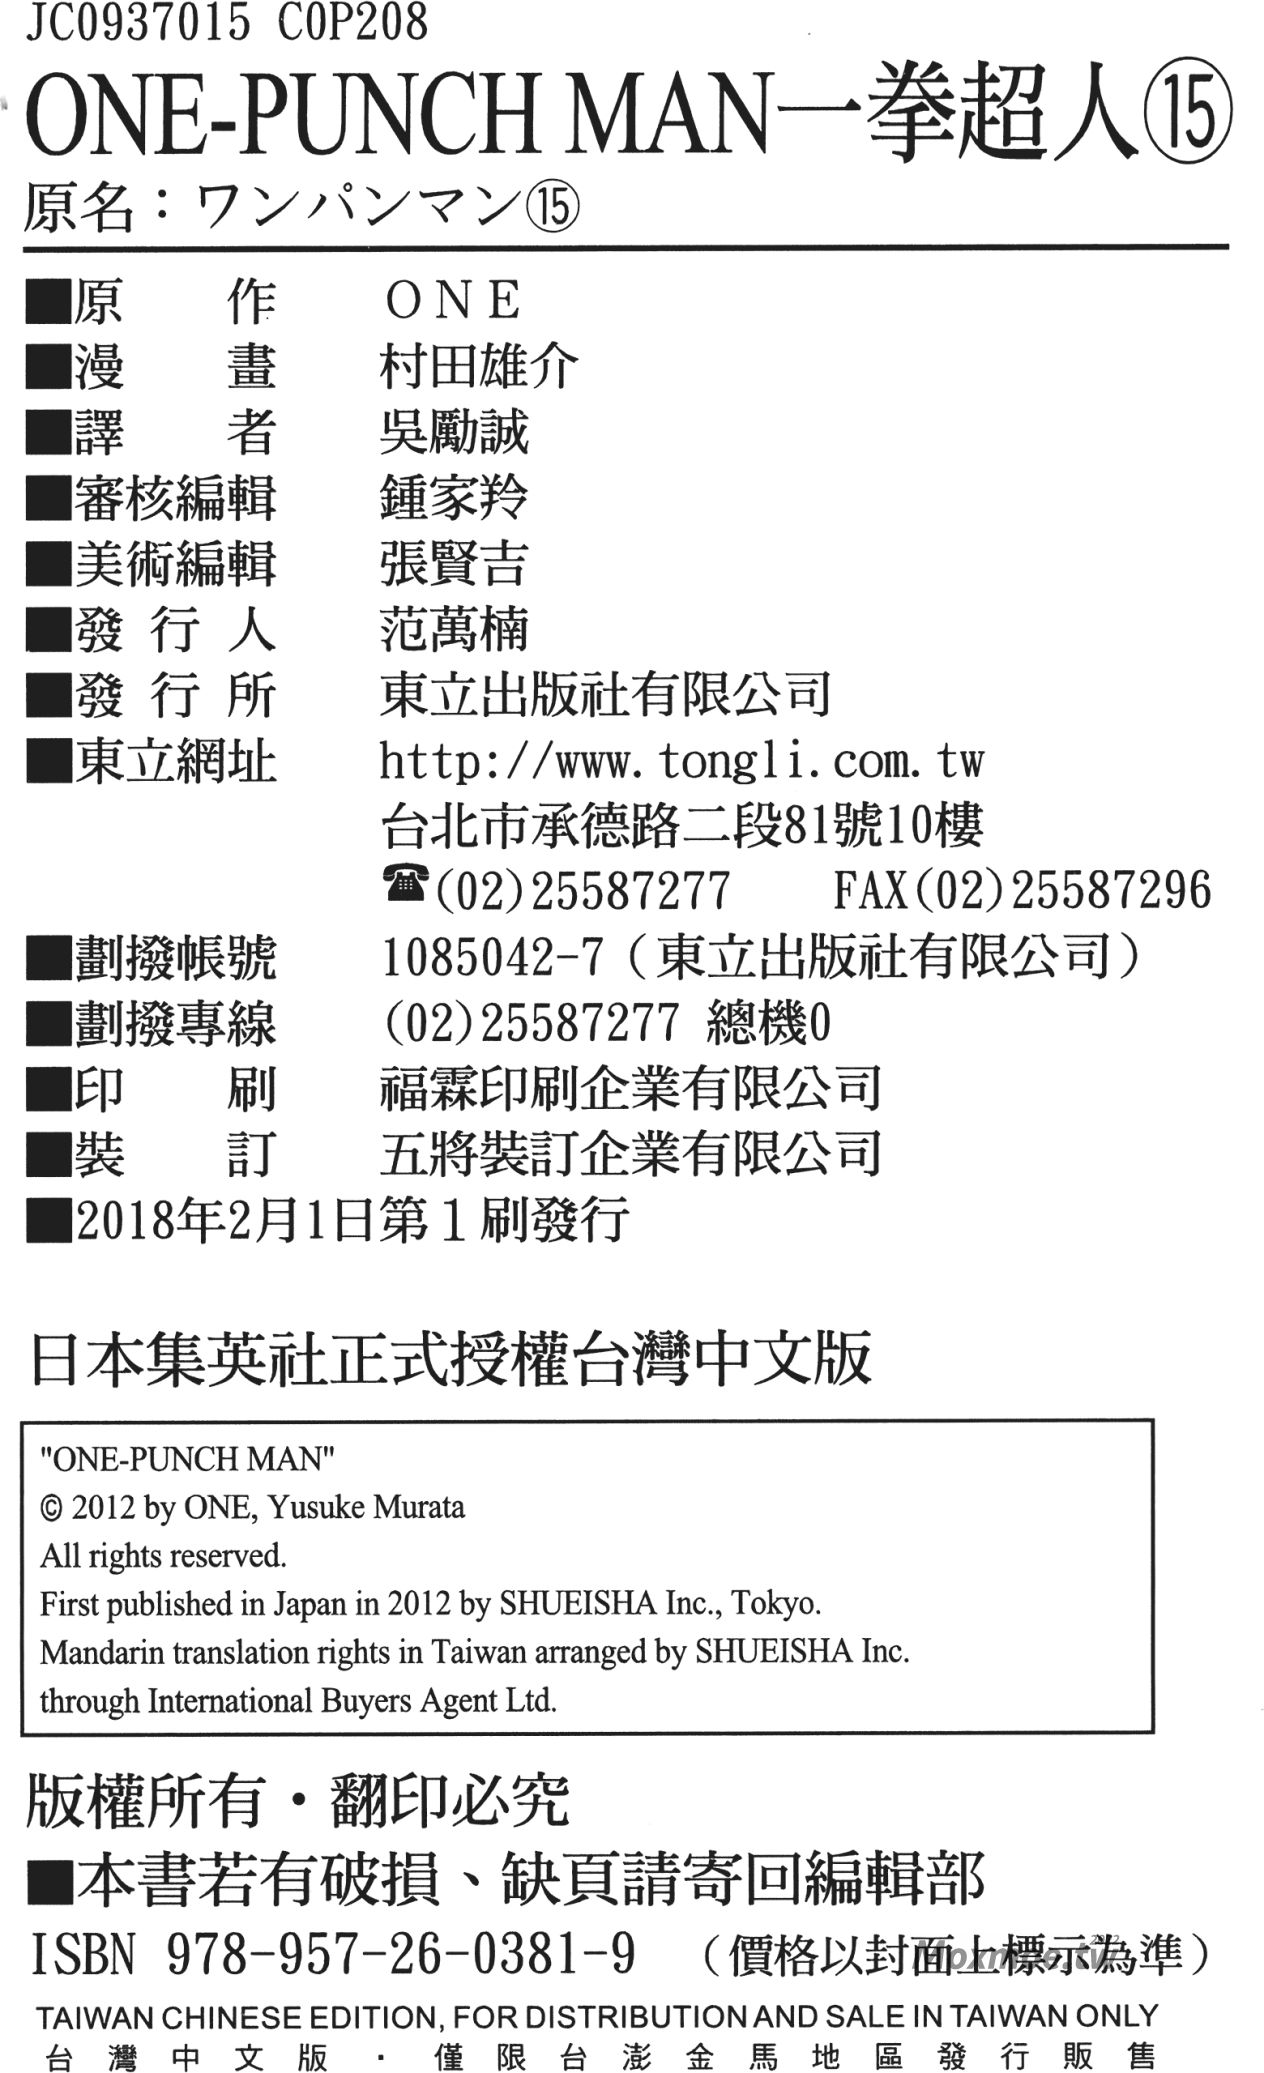 JC0937015 C0P208
ONE-PUNCH MAN一拳超人⑮
原名：ワンパンマン⑮
■原作 ONE
■漫畫 村田雄介
■譯者 吳勵誠
■審核編輯 鍾家羚
■美術編輯 張賢吉
■發行人 范萬楠
■發行所 東立出版社有限公司
■東立網址 http://www.tongli.com.tw
台北市承德路二段81號10樓
☎(02)25587277 FAX(02)25587296
■劃撥帳號 1085042-7（東立出版社有限公司）
■劃撥專線 (02)25587277 總機0
■印刷 福霖印刷企業有限公司
■裝訂 五將裝訂企業有限公司
■2018年2月1日第1刷發行
日本集英社正式授權台灣中文版
"ONE-PUNCH MAN"
© 2012 by ONE, Yusuke Murata
All rights reserved.
First published in Japan in 2012 by SHUEISHA Inc., Tokyo.
Mandarin translation rights in Taiwan arranged by SHUEISHA Inc.
through International Buyers Agent Ltd.
版權所有・翻印必究
■本書若有破損、缺頁請寄回編輯部
ISBN 978-957-26-0381-9 （價格以封面上標示為準）
Moxmoe.tw
TAIWAN CHINESE EDITION, FOR DISTRIBUTION AND SALE IN TAIWAN ONLY
台灣中文版・僅限台澎金馬地區發行販售